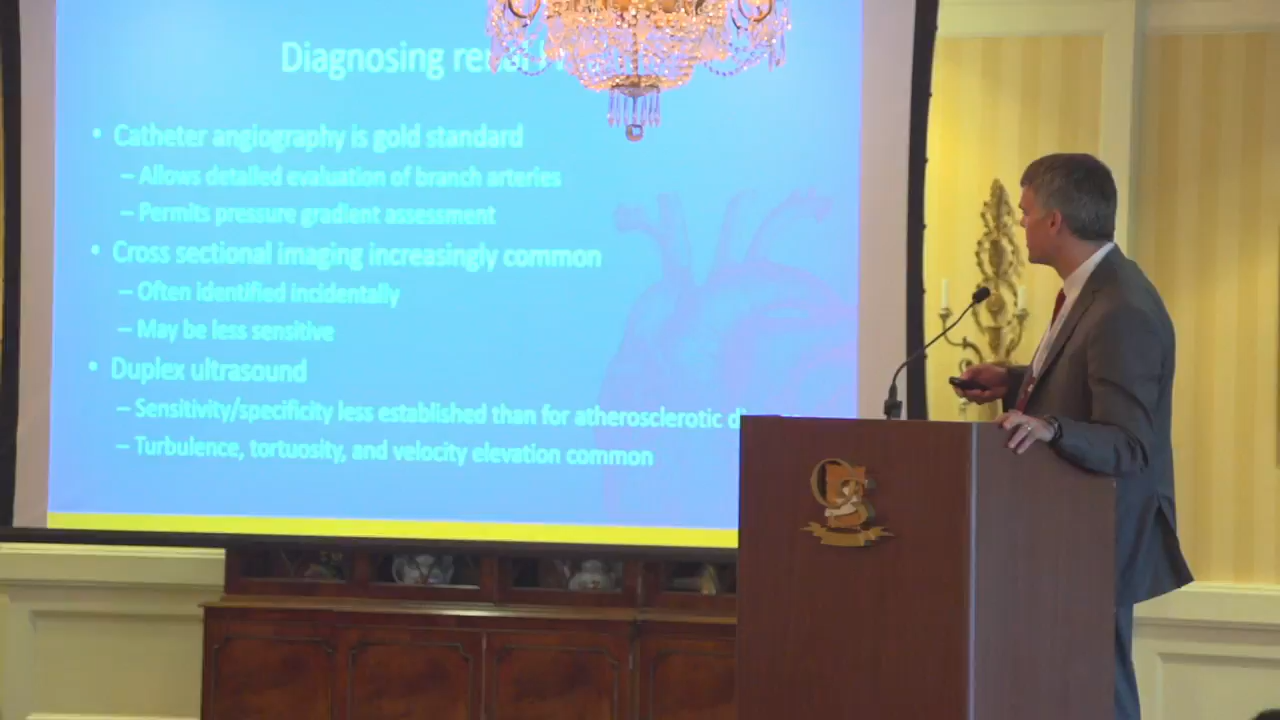 Diagnosing renal
• Catheter angiography is gold standard
– Allows detailed evaluation of branch arteries
– Permits pressure gradient assessment
• Cross sectional imaging increasingly common
– Often identified incidentally
– May be less sensitive
• Duplex ultrasound
– Sensitivity/specificity less established than for atherosclerotic
– Turbulence, tortuosity, and velocity elevation common